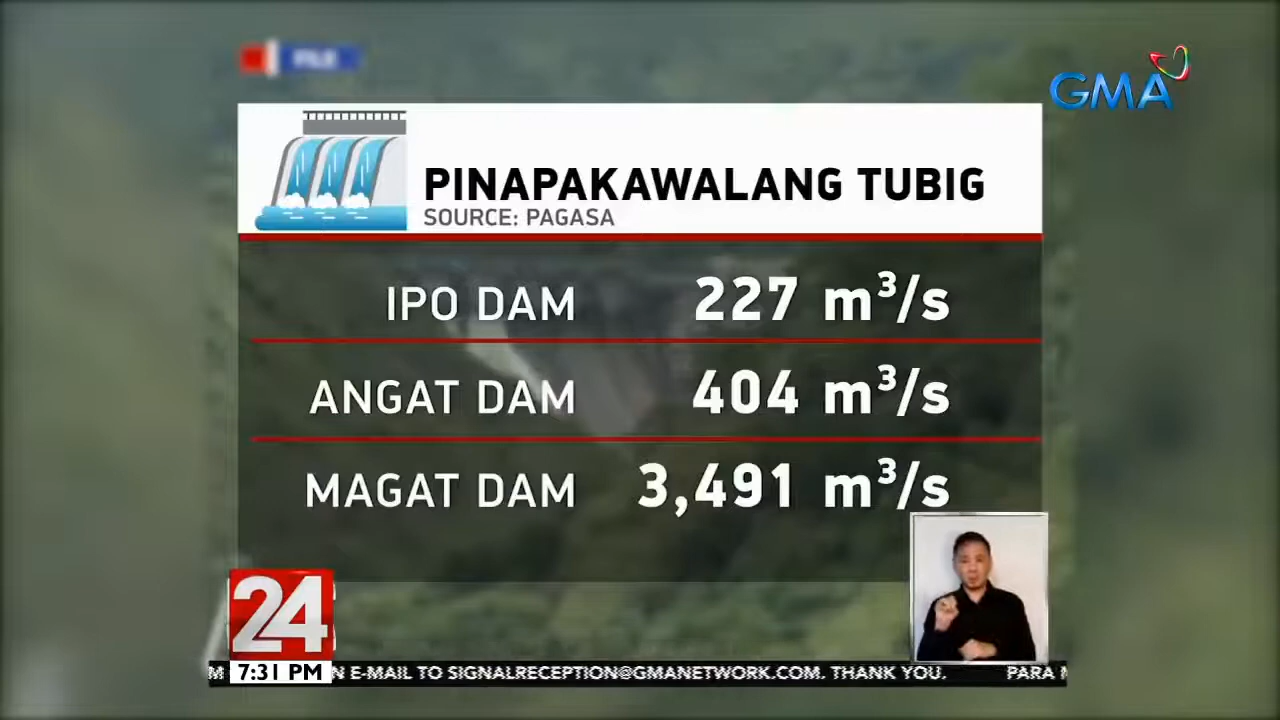 FILE
GMA
PINAPAKAWALANG TUBIG
SOURCE: PAGASA
IPO DAM 227 m³/s
ANGAT DAM 404 m³/s
MAGAT DAM 3,491 m³/s
24
7:31 PM
N E-MAIL TO SIGNALRECEPTION@GMANETWORK.COM. THANK YOU. PARA